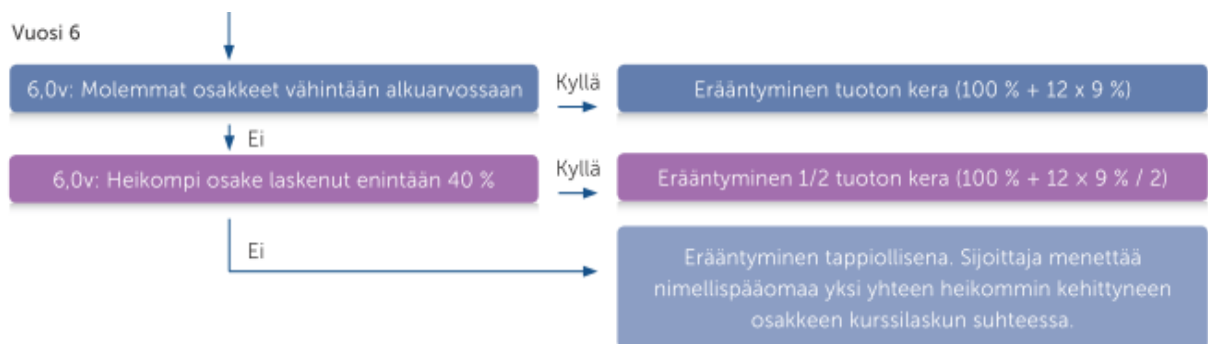 Vuosi 6
6,0v: Molemmat osakkeet vähintään alkuarvossaan
Kyllä
Erääntyminen tuoton kera (100 % + 12 x 9 %)
Ei
6,0v: Heikompi osake laskenut enintään 40 %
Kyllä
Erääntyminen 1/2 tuoton kera (100 % + 12 × 9 % / 2)
Ei
Erääntyminen tappiollisena. Sijoittaja menettää
nimellispääomaa yksi yhteen heikommin kehittyneen
osakkeen kurssilaskun suhteessa.